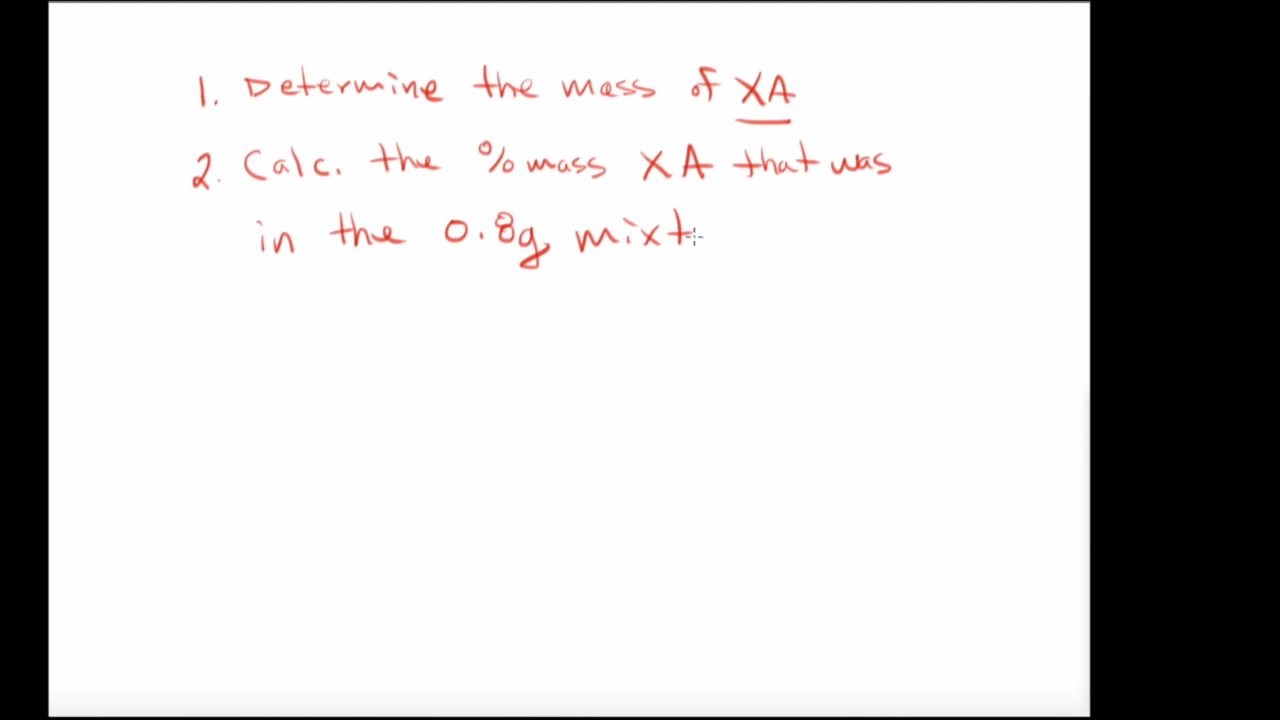 1. Determine the mass of XA
2. Calc. the % mass XA that was
in the 0.8g mixt